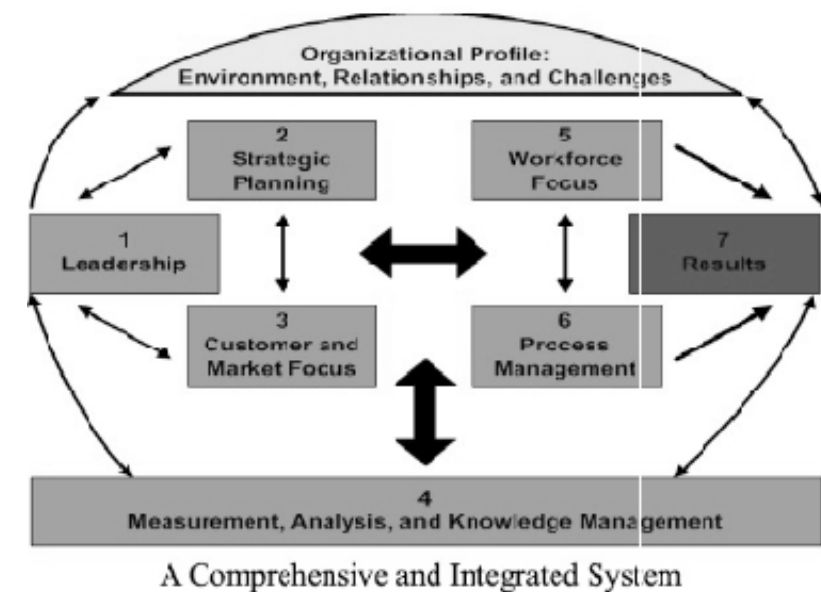 Organizational Profile:
Environment, Relationships, and Challenges
2
Strategic
Planning
5
Workforce
Focus
1
Leadership
7
Results
3
Customer and
Market Focus
6
Process
Management
4
Measurement, Analysis, and Knowledge Management
A Comprehensive and Integrated System